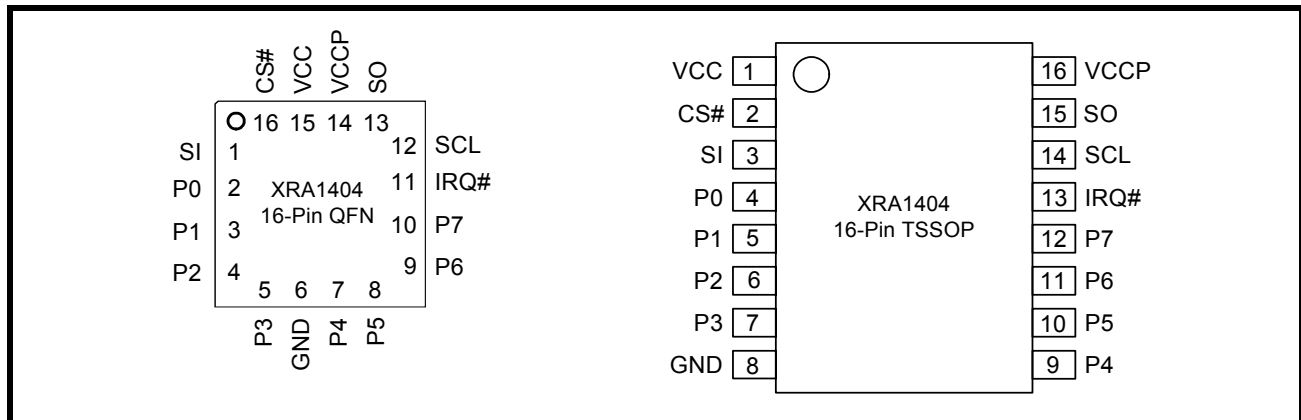 CS#
VCC
VCCP
SO
16 15 14 13
SI 1
P0 2
P1 3
P2 4
XRA1404
16-Pin QFN
12 SCL
11 IRQ#
10 P7
9 P6
5 6 7 8
P3
GND
P4
P5
VCC 1
CS# 2
SI 3
P0 4
P1 5
P2 6
P3 7
GND 8
XRA1404
16-Pin TSSOP
16 VCCP
15 SO
14 SCL
13 IRQ#
12 P7
11 P6
10 P5
9 P4